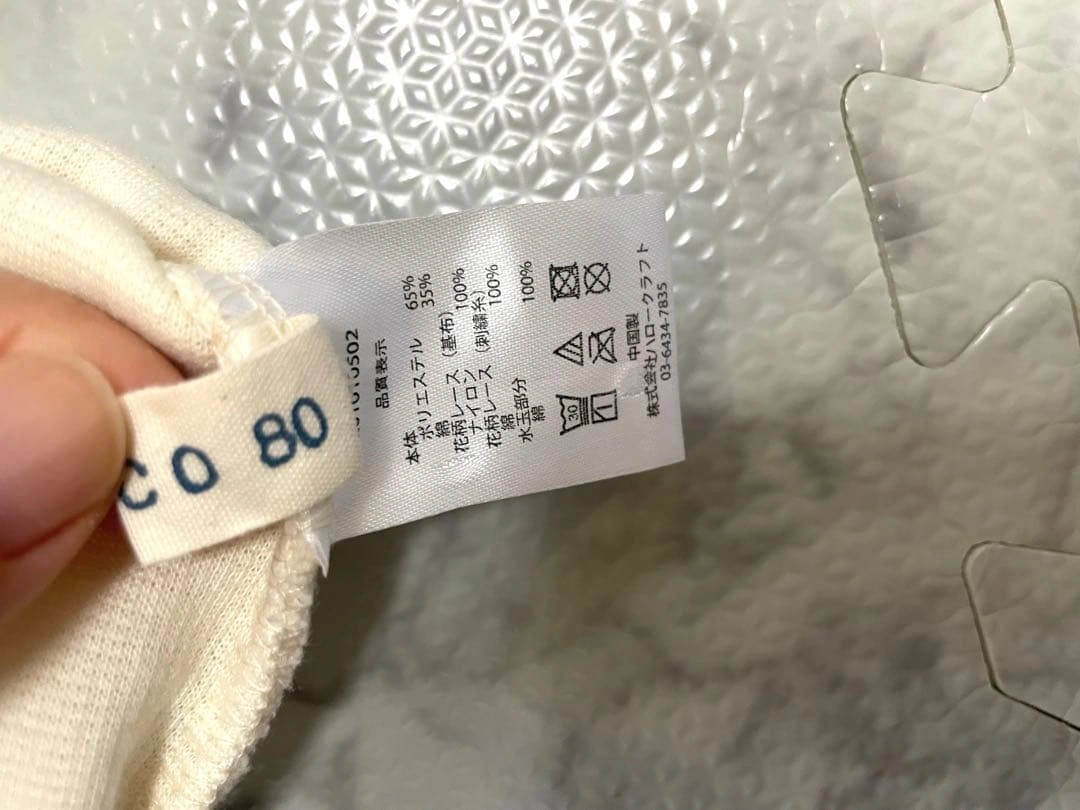 CO 80
品質表示
本体
ポリエステル 65%
綿 35%
花柄レース (基布)
ナイロン 100%
花柄レース (刺繍糸)
綿 100%
水玉部分
綿 100%
30
中国製
株式会社ハロークラフト
03-6434-7835